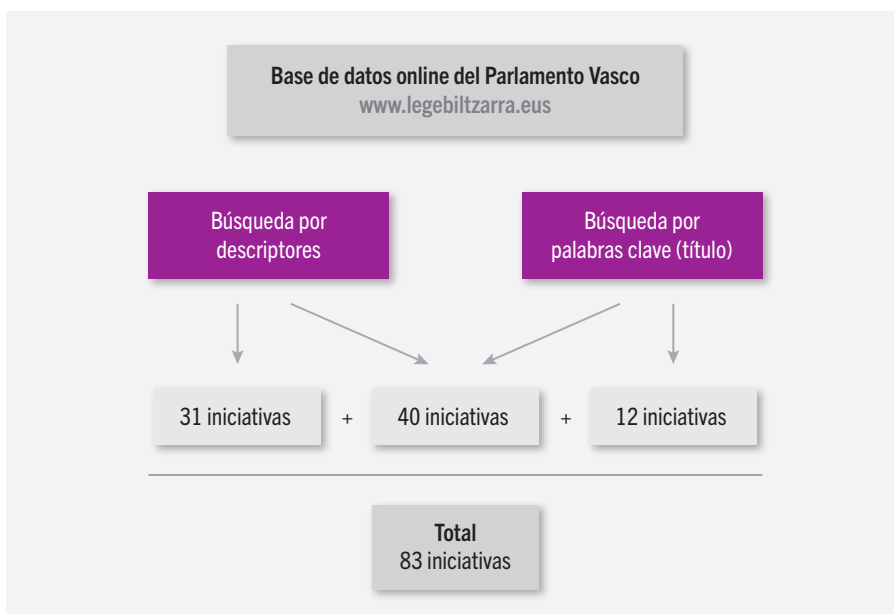 Base de datos online del Parlamento Vasco
www.legebiltzarra.eus
Búsqueda por
descriptores
Búsqueda por
palabras clave (título)
31 iniciativas + 40 iniciativas + 12 iniciativas
Total
83 iniciativas